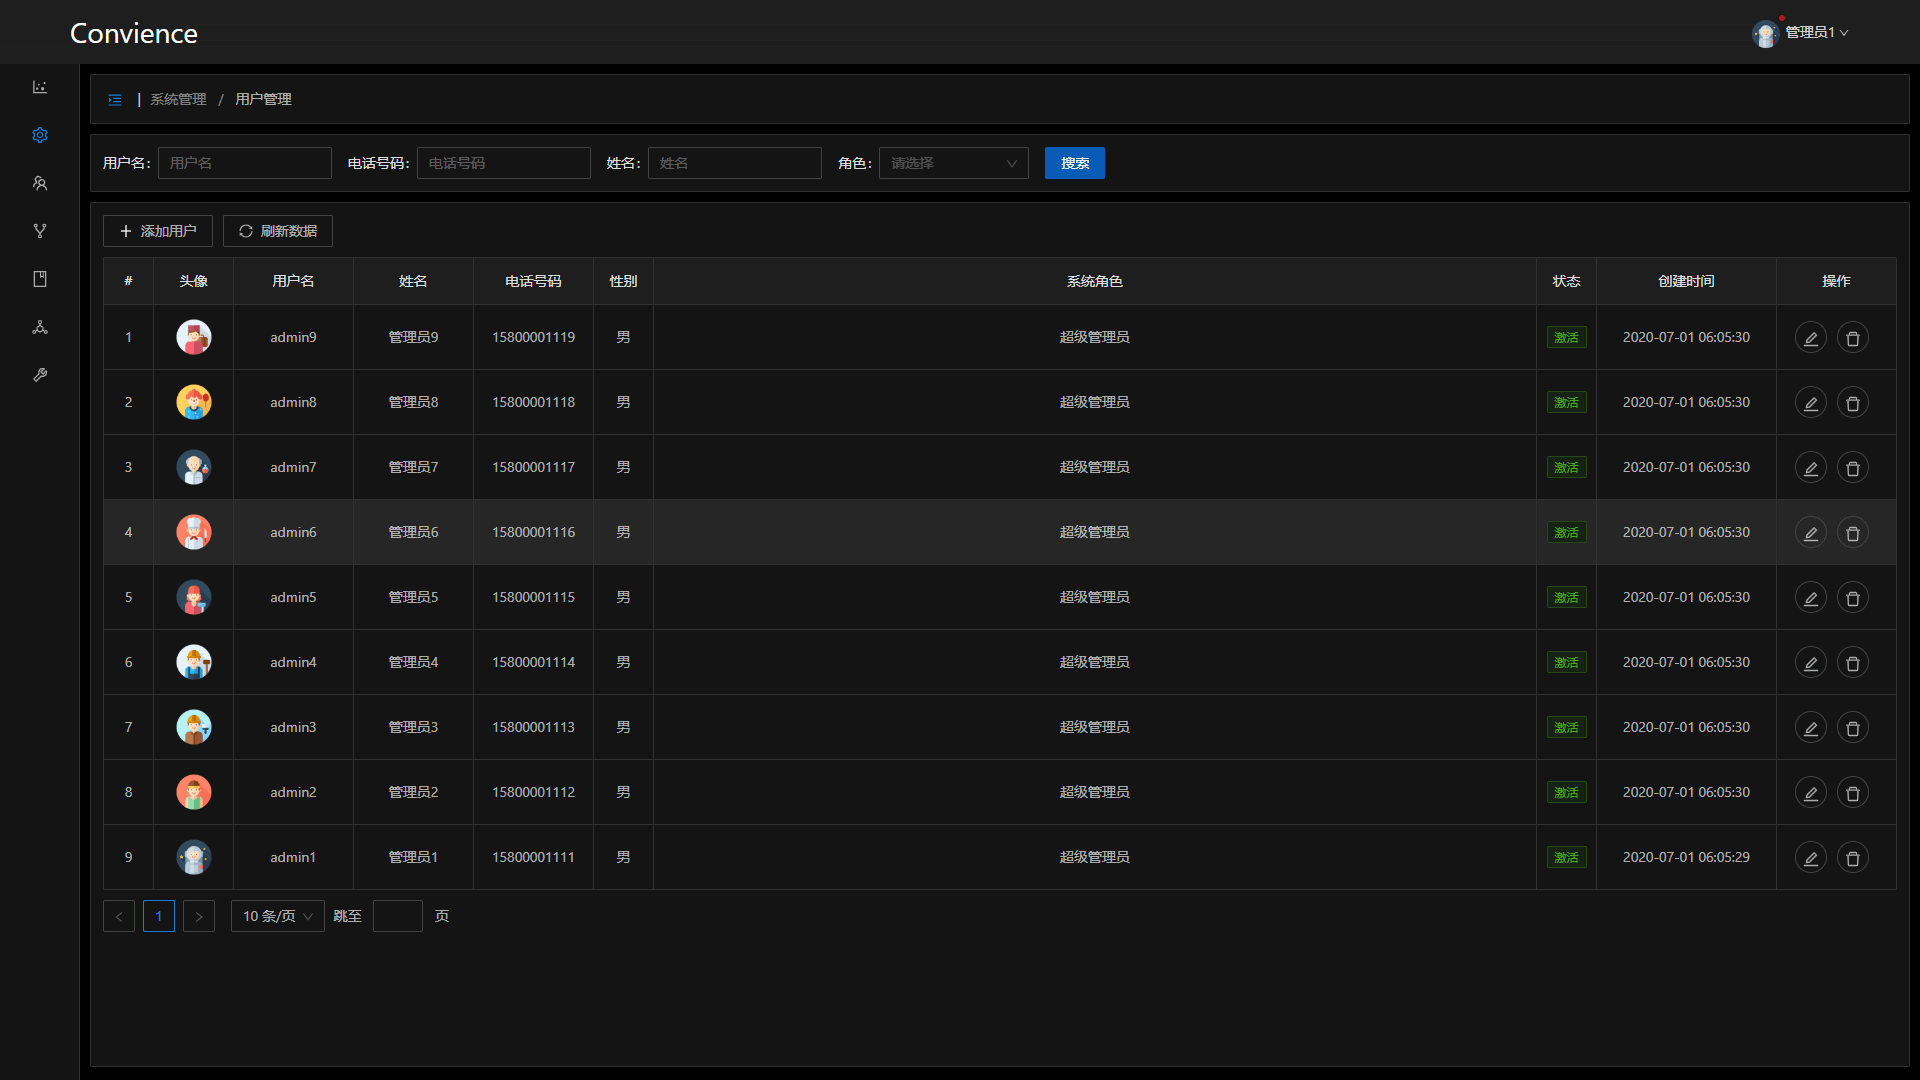 Convience
管理员1
| 系统管理 / 用户管理
用户名: 用户名 电话号码: 电话号码 姓名: 姓名 角色: 请选择 搜索
添加用户 刷新数据
# 头像 用户名 姓名 电话号码 性别 系统角色 状态 创建时间 操作
1 admin9 管理员9 15800001119 男 超级管理员 激活 2020-07-01 06:05:30
2 admin8 管理员8 15800001118 男 超级管理员 激活 2020-07-01 06:05:30
3 admin7 管理员7 15800001117 男 超级管理员 激活 2020-07-01 06:05:30
4 admin6 管理员6 15800001116 男 超级管理员 激活 2020-07-01 06:05:30
5 admin5 管理员5 15800001115 男 超级管理员 激活 2020-07-01 06:05:30
6 admin4 管理员4 15800001114 男 超级管理员 激活 2020-07-01 06:05:30
7 admin3 管理员3 15800001113 男 超级管理员 激活 2020-07-01 06:05:30
8 admin2 管理员2 15800001112 男 超级管理员 激活 2020-07-01 06:05:30
9 admin1 管理员1 15800001111 男 超级管理员 激活 2020-07-01 06:05:29
1 10 条/页 跳至 页